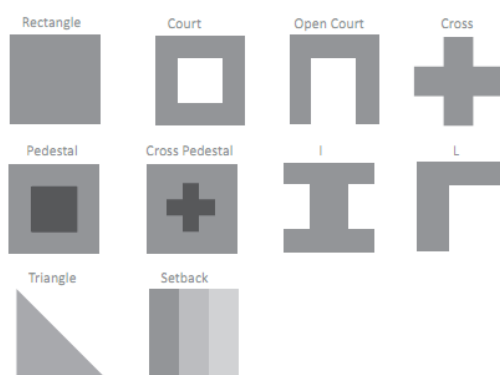 Rectangle
Court
Open Court
Cross
Pedestal
Cross Pedestal
I
L
Triangle
Setback